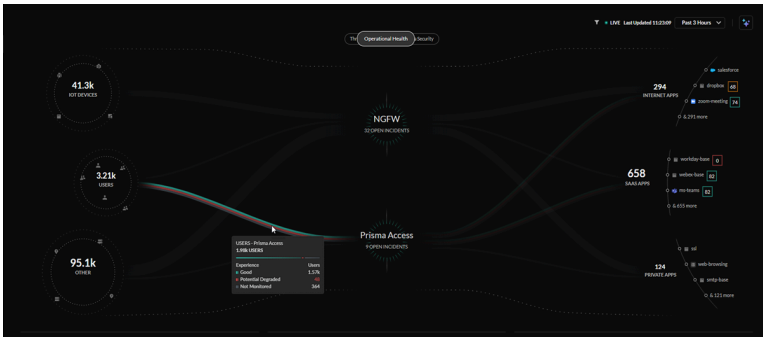 LIVE Last Updated 11:23:09 Past 3 Hours
Operational Health Security
41.3k
IOT DEVICES
3.21k
USERS
95.1k
OTHER
NGFW
32 OPEN INCIDENTS
Prisma Access
9 OPEN INCIDENTS
USERS - Prisma Access
1.98k USERS
Experience Users
Good 1.57k
Potential Degraded
Not Monitored 364
294
INTERNET APPS
salesforce
dropbox 68
zoom-meeting 74
& 291 more
658
SAAS APPS
workday-base 0
webex-base 82
ms-teams 82
& 655 more
124
PRIVATE APPS
ssl
web-browsing
smtp-base
& 121 more